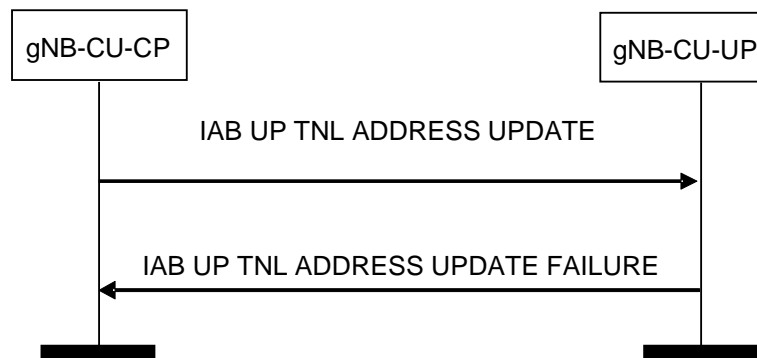 gNB-CU-CP
gNB-CU-UP
IAB UP TNL ADDRESS UPDATE
IAB UP TNL ADDRESS UPDATE FAILURE